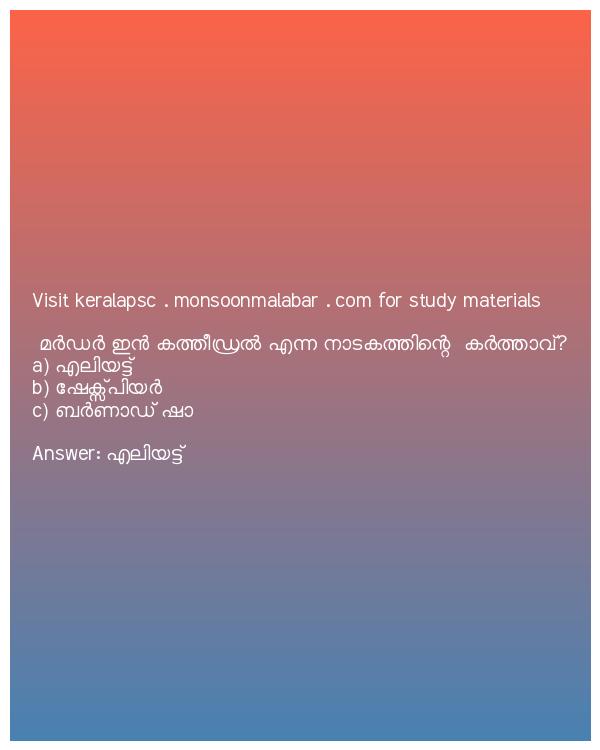 Visit keralapsc . monsoonmalabar . com for study materials
മർഡർ ഇൻ കത്തീഡ്രൽ എന്ന നാടകത്തിന്റെ കർത്താവ്?
a) എലിയട്ട്
b) ഷേക്സ്പിയർ
c) ബർണാഡ് ഷാ
Answer: എലിയട്ട്